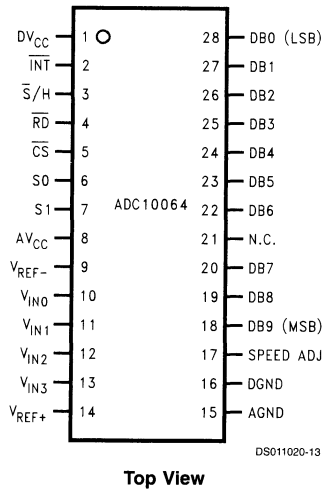 DVCC 1 28 DB0 (LSB)
INT 2 27 DB1
S/H 3 26 DB2
RD 4 25 DB3
CS 5 24 DB4
S0 6 23 DB5
S1 7 ADC10064 22 DB6
AVCC 8 21 N.C.
VREF− 9 20 DB7
VIN0 10 19 DB8
VIN1 11 18 DB9 (MSB)
VIN2 12 17 SPEED ADJ
VIN3 13 16 DGND
VREF+ 14 15 AGND
DS011020-13
Top View